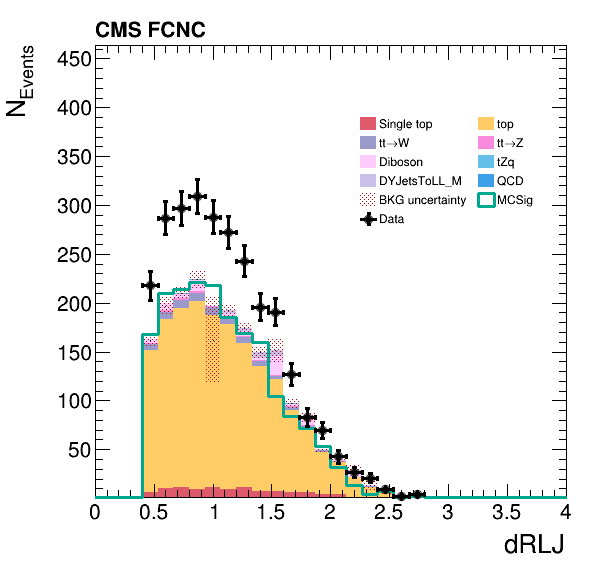 CMS FCNC
N_Events
450
400
350
300
250
200
150
100
50
Single top
top
tt→W
tt→Z
Diboson
tZq
DYJetsToLL_M
QCD
BKG uncertainty
MCSig
Data
0 0.5 1 1.5 2 2.5 3 3.5 4
dRLJ